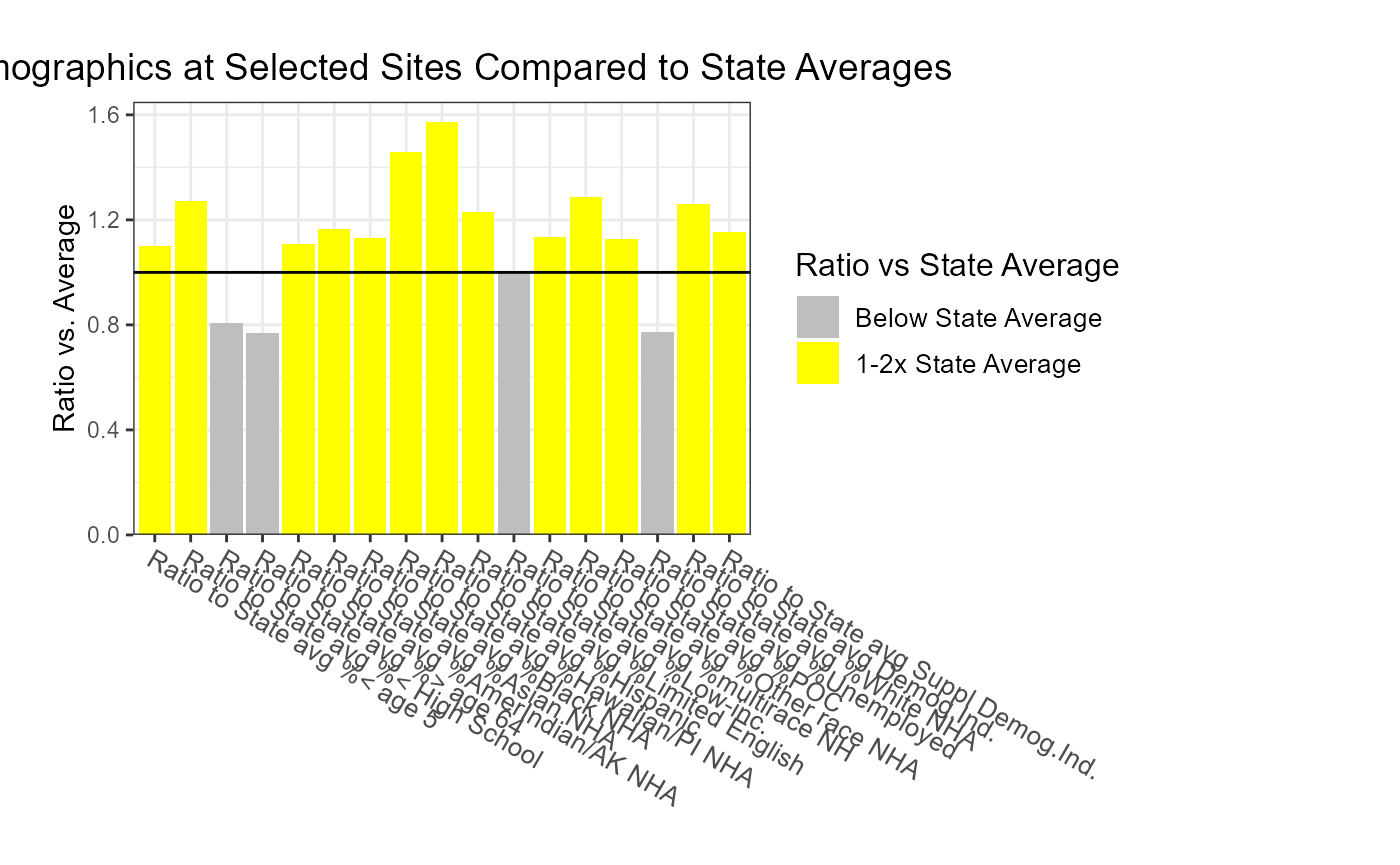 mographics at Selected Sites Compared to State Averages
Ratio vs. Average
1.6
1.2
0.8
0.4
0.0
Ratio to State avg %< age 5
Ratio to State avg %< High School
Ratio to State avg %> age 64
Ratio to State avg %AmerIndian/AK NHA
Ratio to State avg %Asian NHA
Ratio to State avg %Black NHA
Ratio to State avg %Hawaiian/PI NHA
Ratio to State avg %Hispanic
Ratio to State avg %Limited English
Ratio to State avg %Low-inc.
Ratio to State avg %multirace NH
Ratio to State avg %Other race NHA
Ratio to State avg %POC
Ratio to State avg %Unemployed
Ratio to State avg %White NHA
Ratio to State avg Demog.Ind.
Ratio to State avg Suppl Demog.Ind.
Ratio vs State Average
Below State Average
1-2x State Average